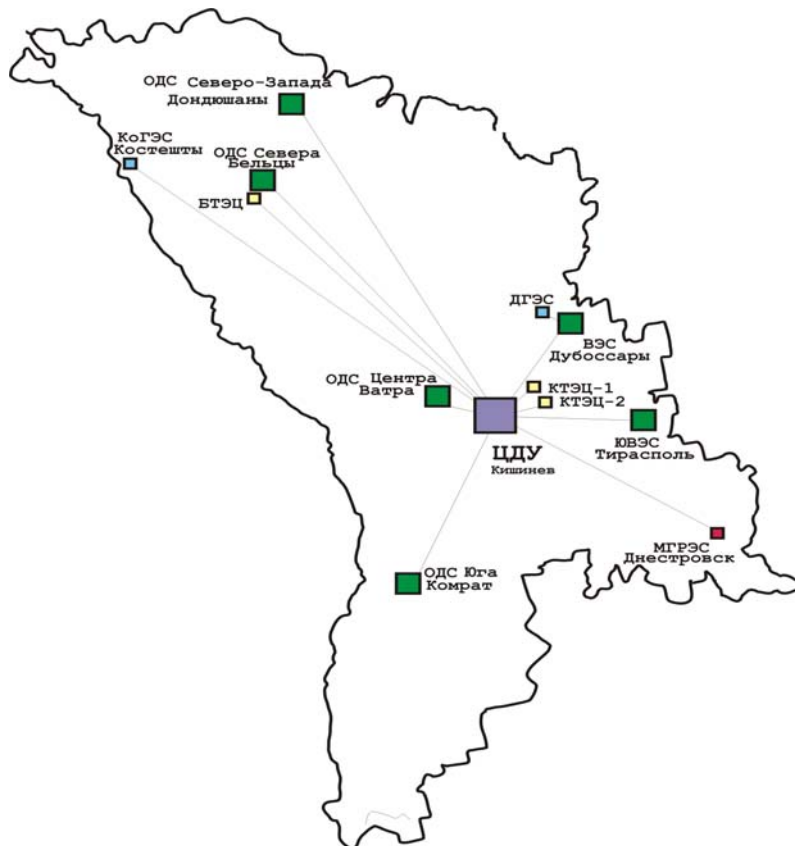 ОДС Северо-Запада
Дондюшаны
КоГЭС
Костешты
ОДС Севера
Бельцы
БТЭЦ
ДГЭС
ВЭС
Дубоссары
ОДС Центра
Ватра
КТЭЦ-1
КТЭЦ-2
ЦДУ
Кишинев
ЮВЭС
Тирасполь
МГРЭС
Днестровск
ОДС Юга
Комрат